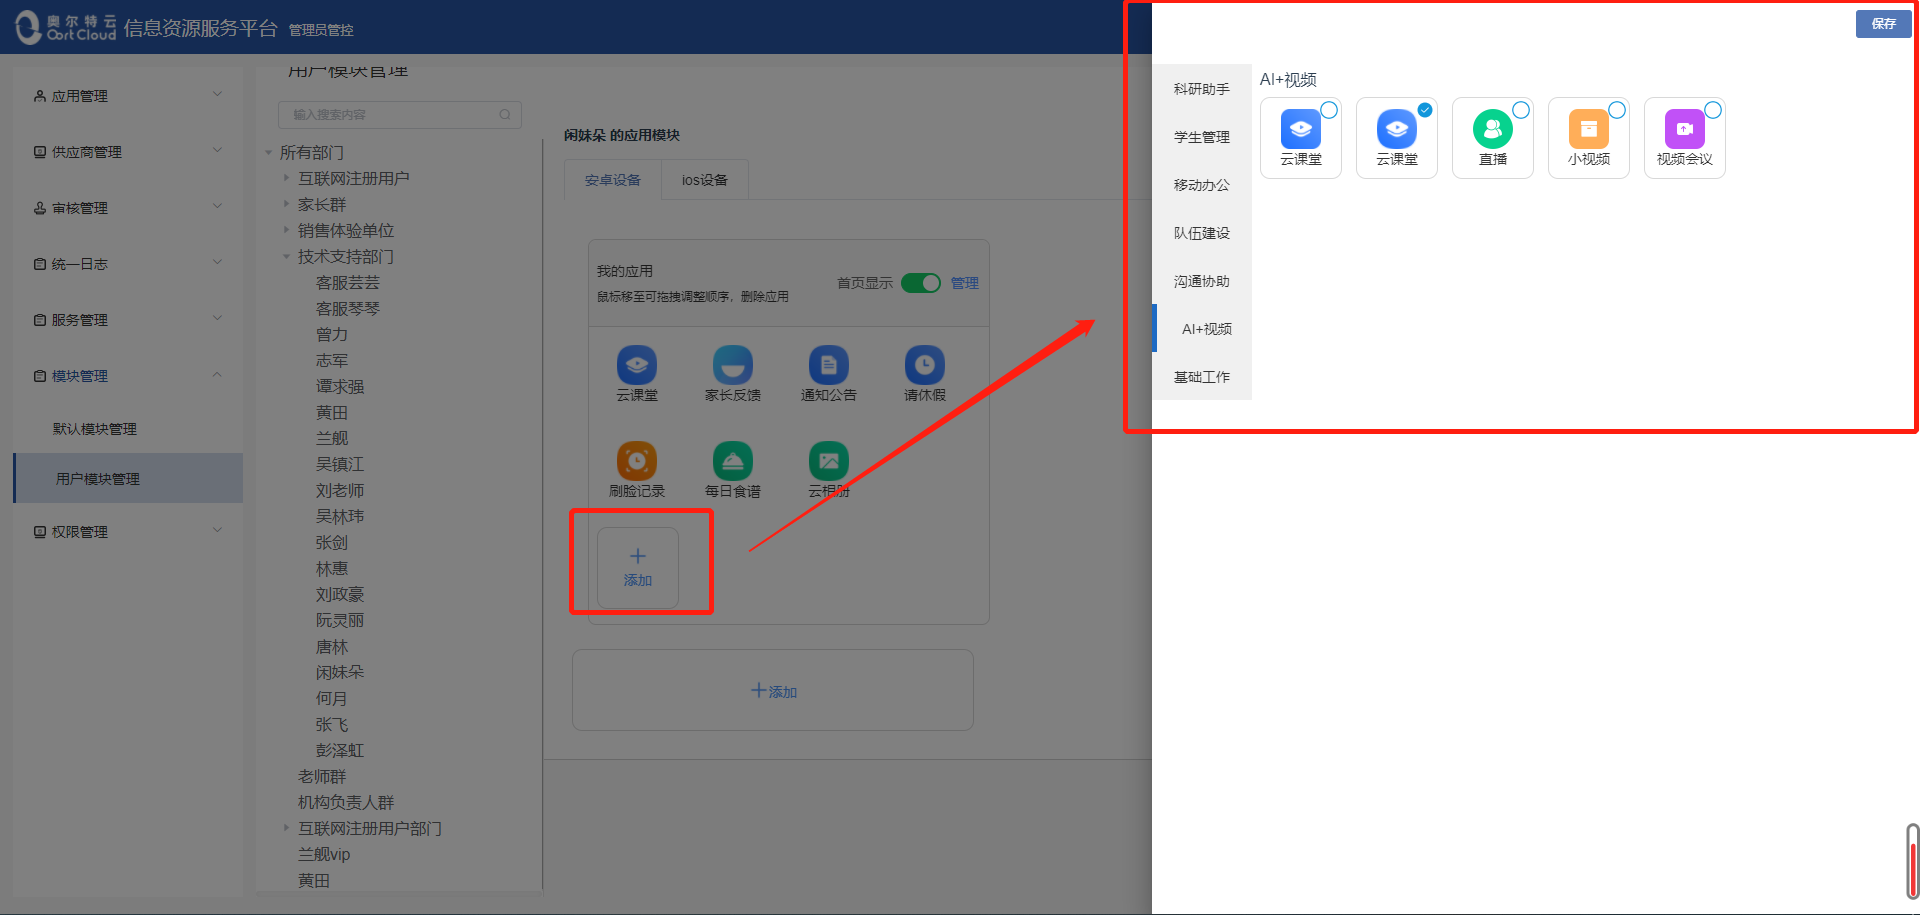 奥尔特云
Oort Cloud
信息资源服务平台 管理员管控
应用管理
供应商管理
审核管理
统一日志
服务管理
模块管理
默认模块管理
用户模块管理
权限管理
用户模块管理
输入搜索内容
所有部门
互联网注册用户
家长群
销售体验单位
技术支持部门
客服芸芸
客服琴琴
曾力
志军
谭求强
黄田
兰舰
吴镇江
刘老师
吴林玮
张剑
林惠
刘政豪
阮灵丽
唐林
闲妹朵
何月
张飞
彭泽虹
老师群
机构负责人群
互联网注册用户部门
兰舰vip
黄田
闲妹朵 的应用模块
安卓设备
ios设备
我的应用
鼠标移至可拖拽调整顺序，删除应用
首页显示
管理
云课堂
家长反馈
通知公告
请休假
刷脸记录
每日食谱
云相册
添加
添加
保存
科研助手
学生管理
移动办公
队伍建设
沟通协助
AI+视频
基础工作
AI+视频
云课堂
云课堂
直播
小视频
视频会议